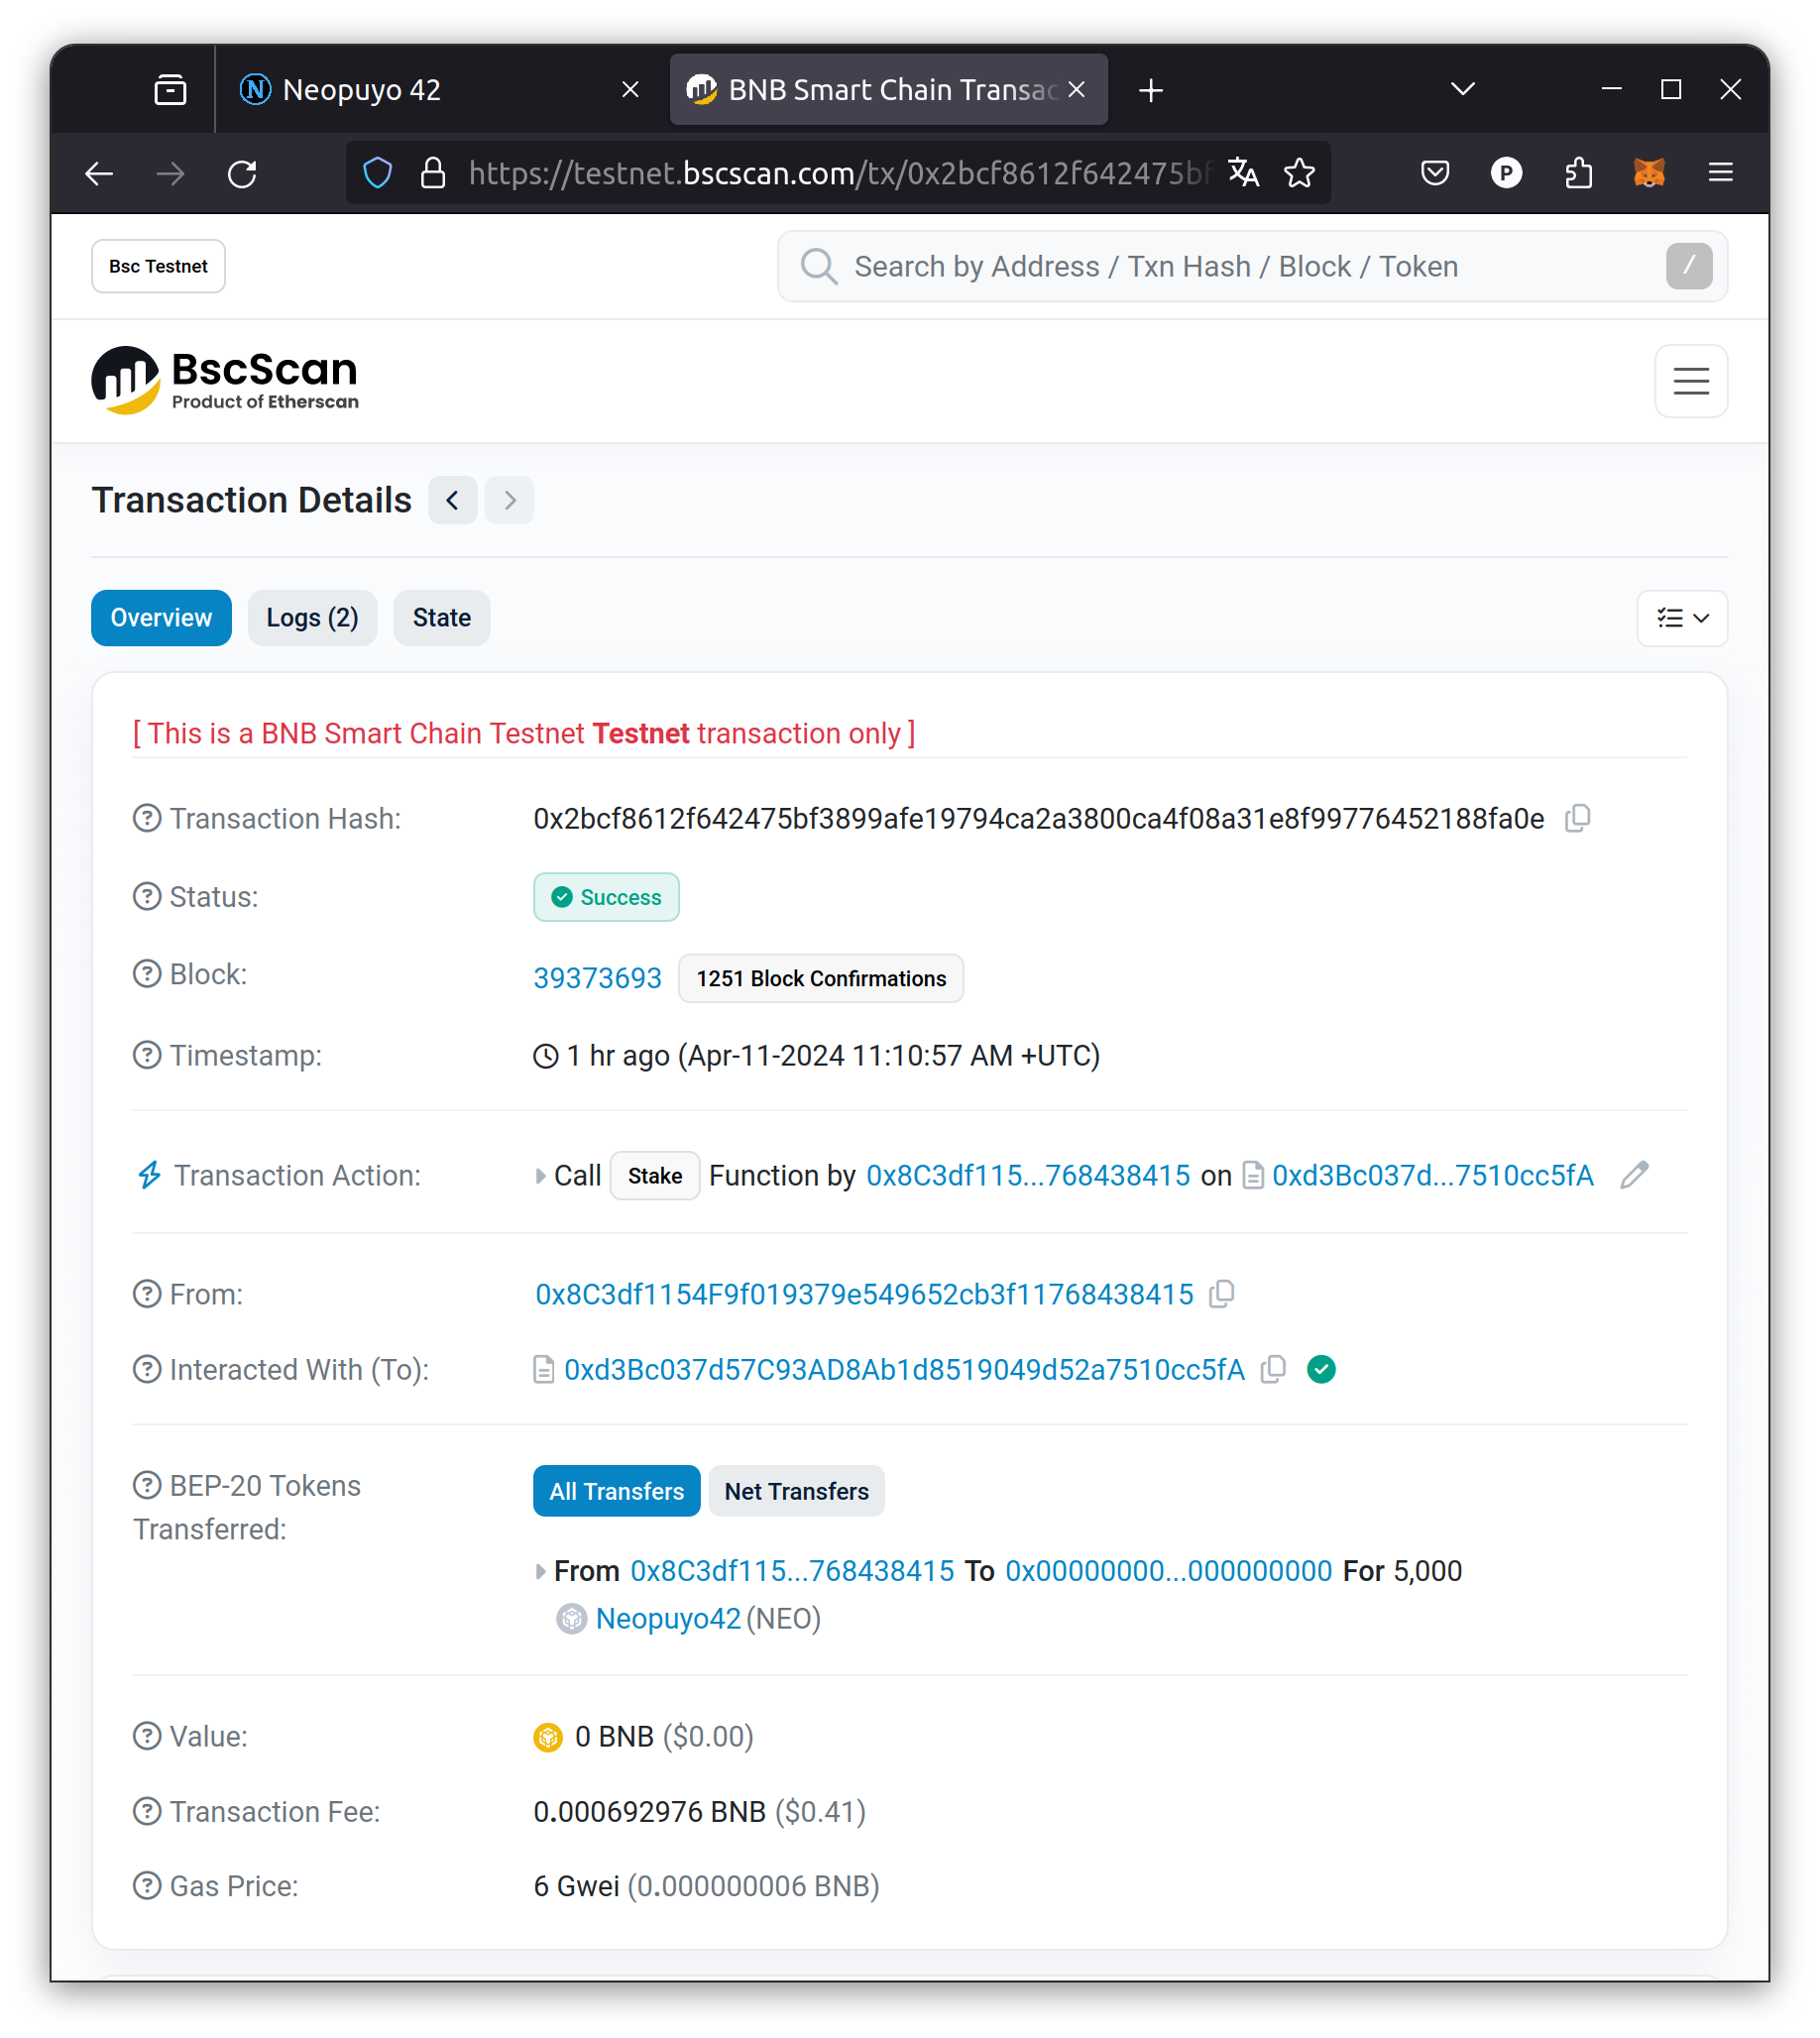 Neopuyo 42
BNB Smart Chain Transac
https://testnet.bscscan.com/tx/0x2bcf8612f642475bf
Bsc Testnet
Search by Address / Txn Hash / Block / Token
/
BscScan
Product of Etherscan
Transaction Details
Overview Logs (2) State
[ This is a BNB Smart Chain Testnet Testnet transaction only ]
Transaction Hash: 0x2bcf8612f642475bf3899afe19794ca2a3800ca4f08a31e8f99776452188fa0e
Status: Success
Block: 39373693 1251 Block Confirmations
Timestamp: 1 hr ago (Apr-11-2024 11:10:57 AM +UTC)
Transaction Action: Call Stake Function by 0x8C3df115...768438415 on 0xd3Bc037d...7510cc5fA
From: 0x8C3df1154F9f019379e549652cb3f11768438415
Interacted With (To): 0xd3Bc037d57C93AD8Ab1d8519049d52a7510cc5fA
BEP-20 Tokens
Transferred:
All Transfers Net Transfers
From 0x8C3df115...768438415 To 0x00000000...000000000 For 5,000
Neopuyo42 (NEO)
Value: 0 BNB ($0.00)
Transaction Fee: 0.000692976 BNB ($0.41)
Gas Price: 6 Gwei (0.000000006 BNB)